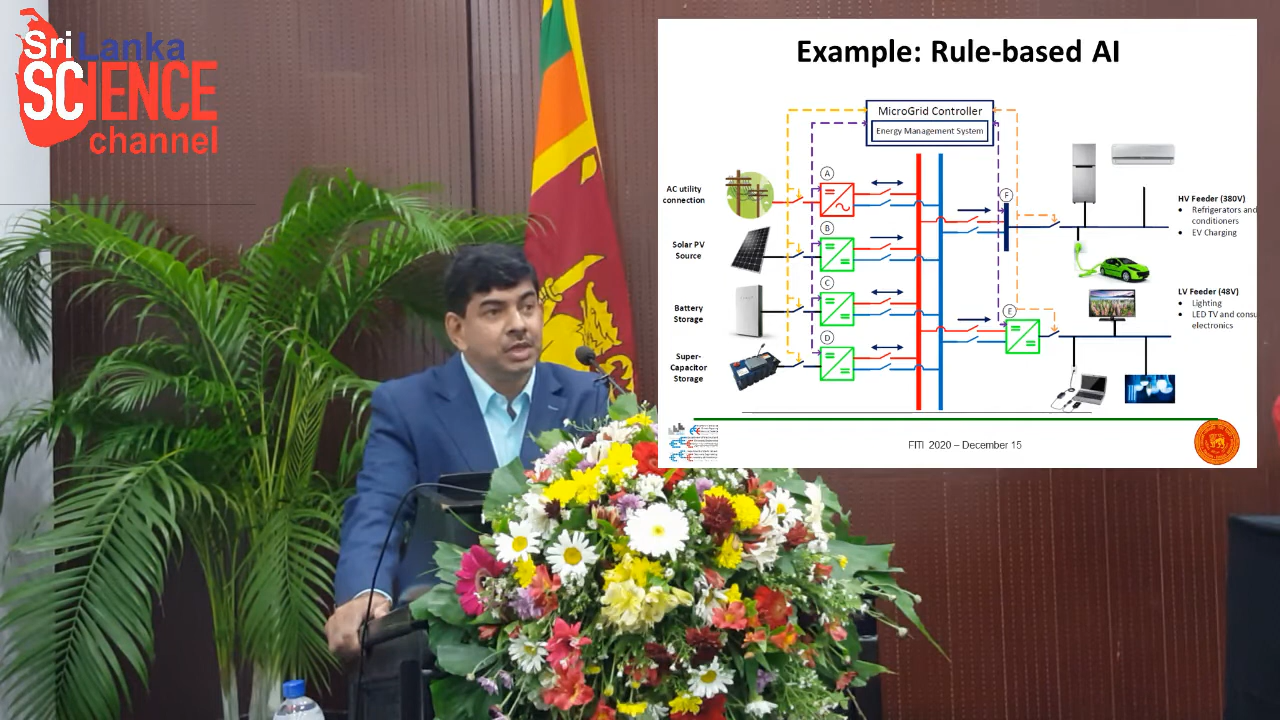 Sri Lanka
SCIENCE
channel
Example: Rule-based AI
MicroGrid Controller
Energy Management System
AC utility
connection
A
Solar PV
Source
B
Battery
Storage
C
Super-
Capacitor
Storage
D
F
HV Feeder (380V)
• Refrigerators and
conditioners
• EV Charging
E
LV Feeder (48V)
• Lighting
• LED TV and consu
electronics
FITI 2020 – December 15